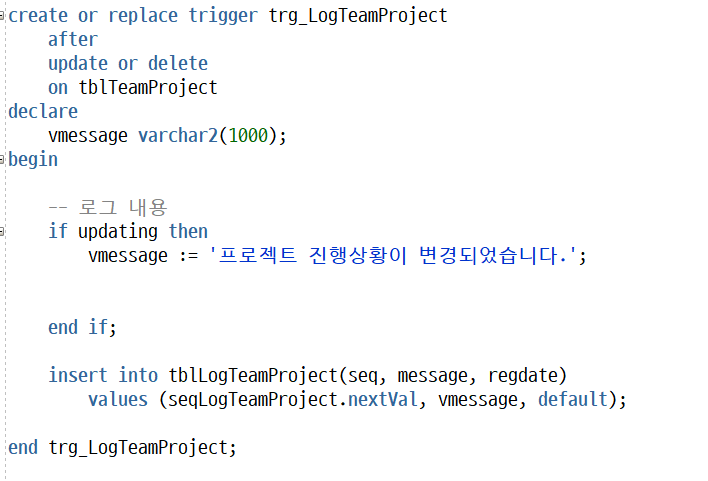 create or replace trigger trg_LogTeamProject
after
update or delete
on tblTeamProject
declare
vmessage varchar2(1000);
begin
-- 로그 내용
if updating then
vmessage := '프로젝트 진행상황이 변경되었습니다.';
end if;
insert into tblLogTeamProject(seq, message, regdate)
values (seqLogTeamProject.nextVal, vmessage, default);
end trg_LogTeamProject;